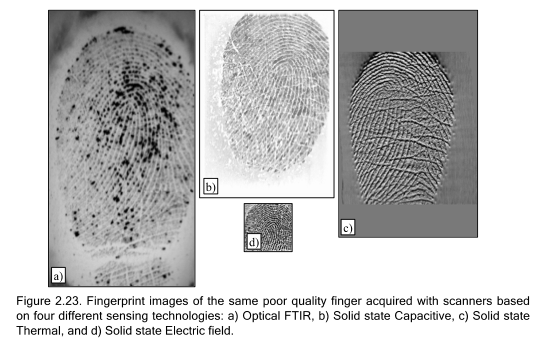 a)
b)
c)
d)
Figure 2.23. Fingerprint images of the same poor quality finger acquired with scanners based
on four different sensing technologies: a) Optical FTIR, b) Solid state Capacitive, c) Solid state
Thermal, and d) Solid state Electric field.